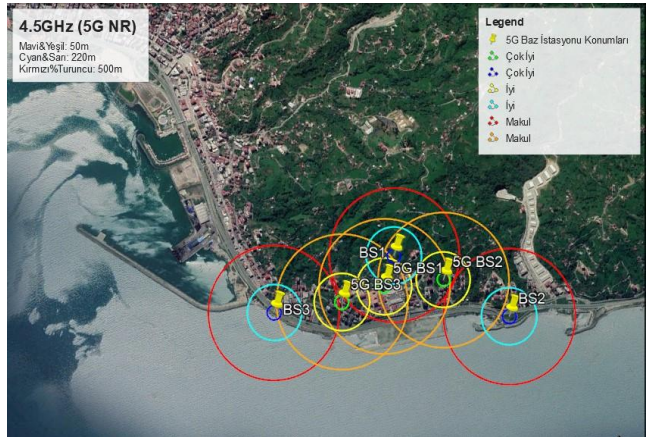 4.5GHz (5G NR)
Mavi&Yeşil: 50m
Cyan&Sarı: 220m
Kırmızı%Turuncu: 500m
Legend
5G Baz İstasyonu Konumları
Çok İyi
Çok İyi
İyi
İyi
Makul
Makul
BS1
5G BS1
5G BS2
5G BS3
BS3
BS2